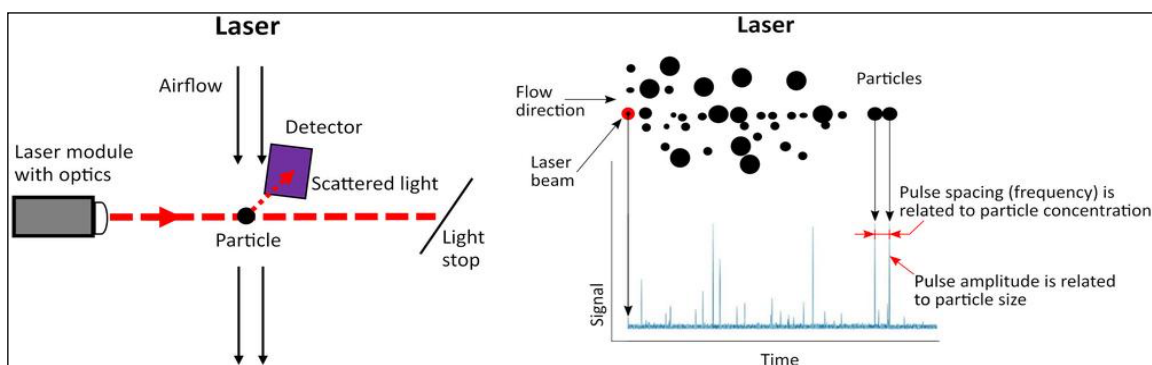 Laser
Airflow
Detector
Laser module
with optics
Scattered light
Particle
Light
stop
Laser
Particles
Flow
direction
Laser
beam
Pulse spacing (frequency) is
related to particle concentration
Pulse amplitude is related
to particle size
Signal
Time